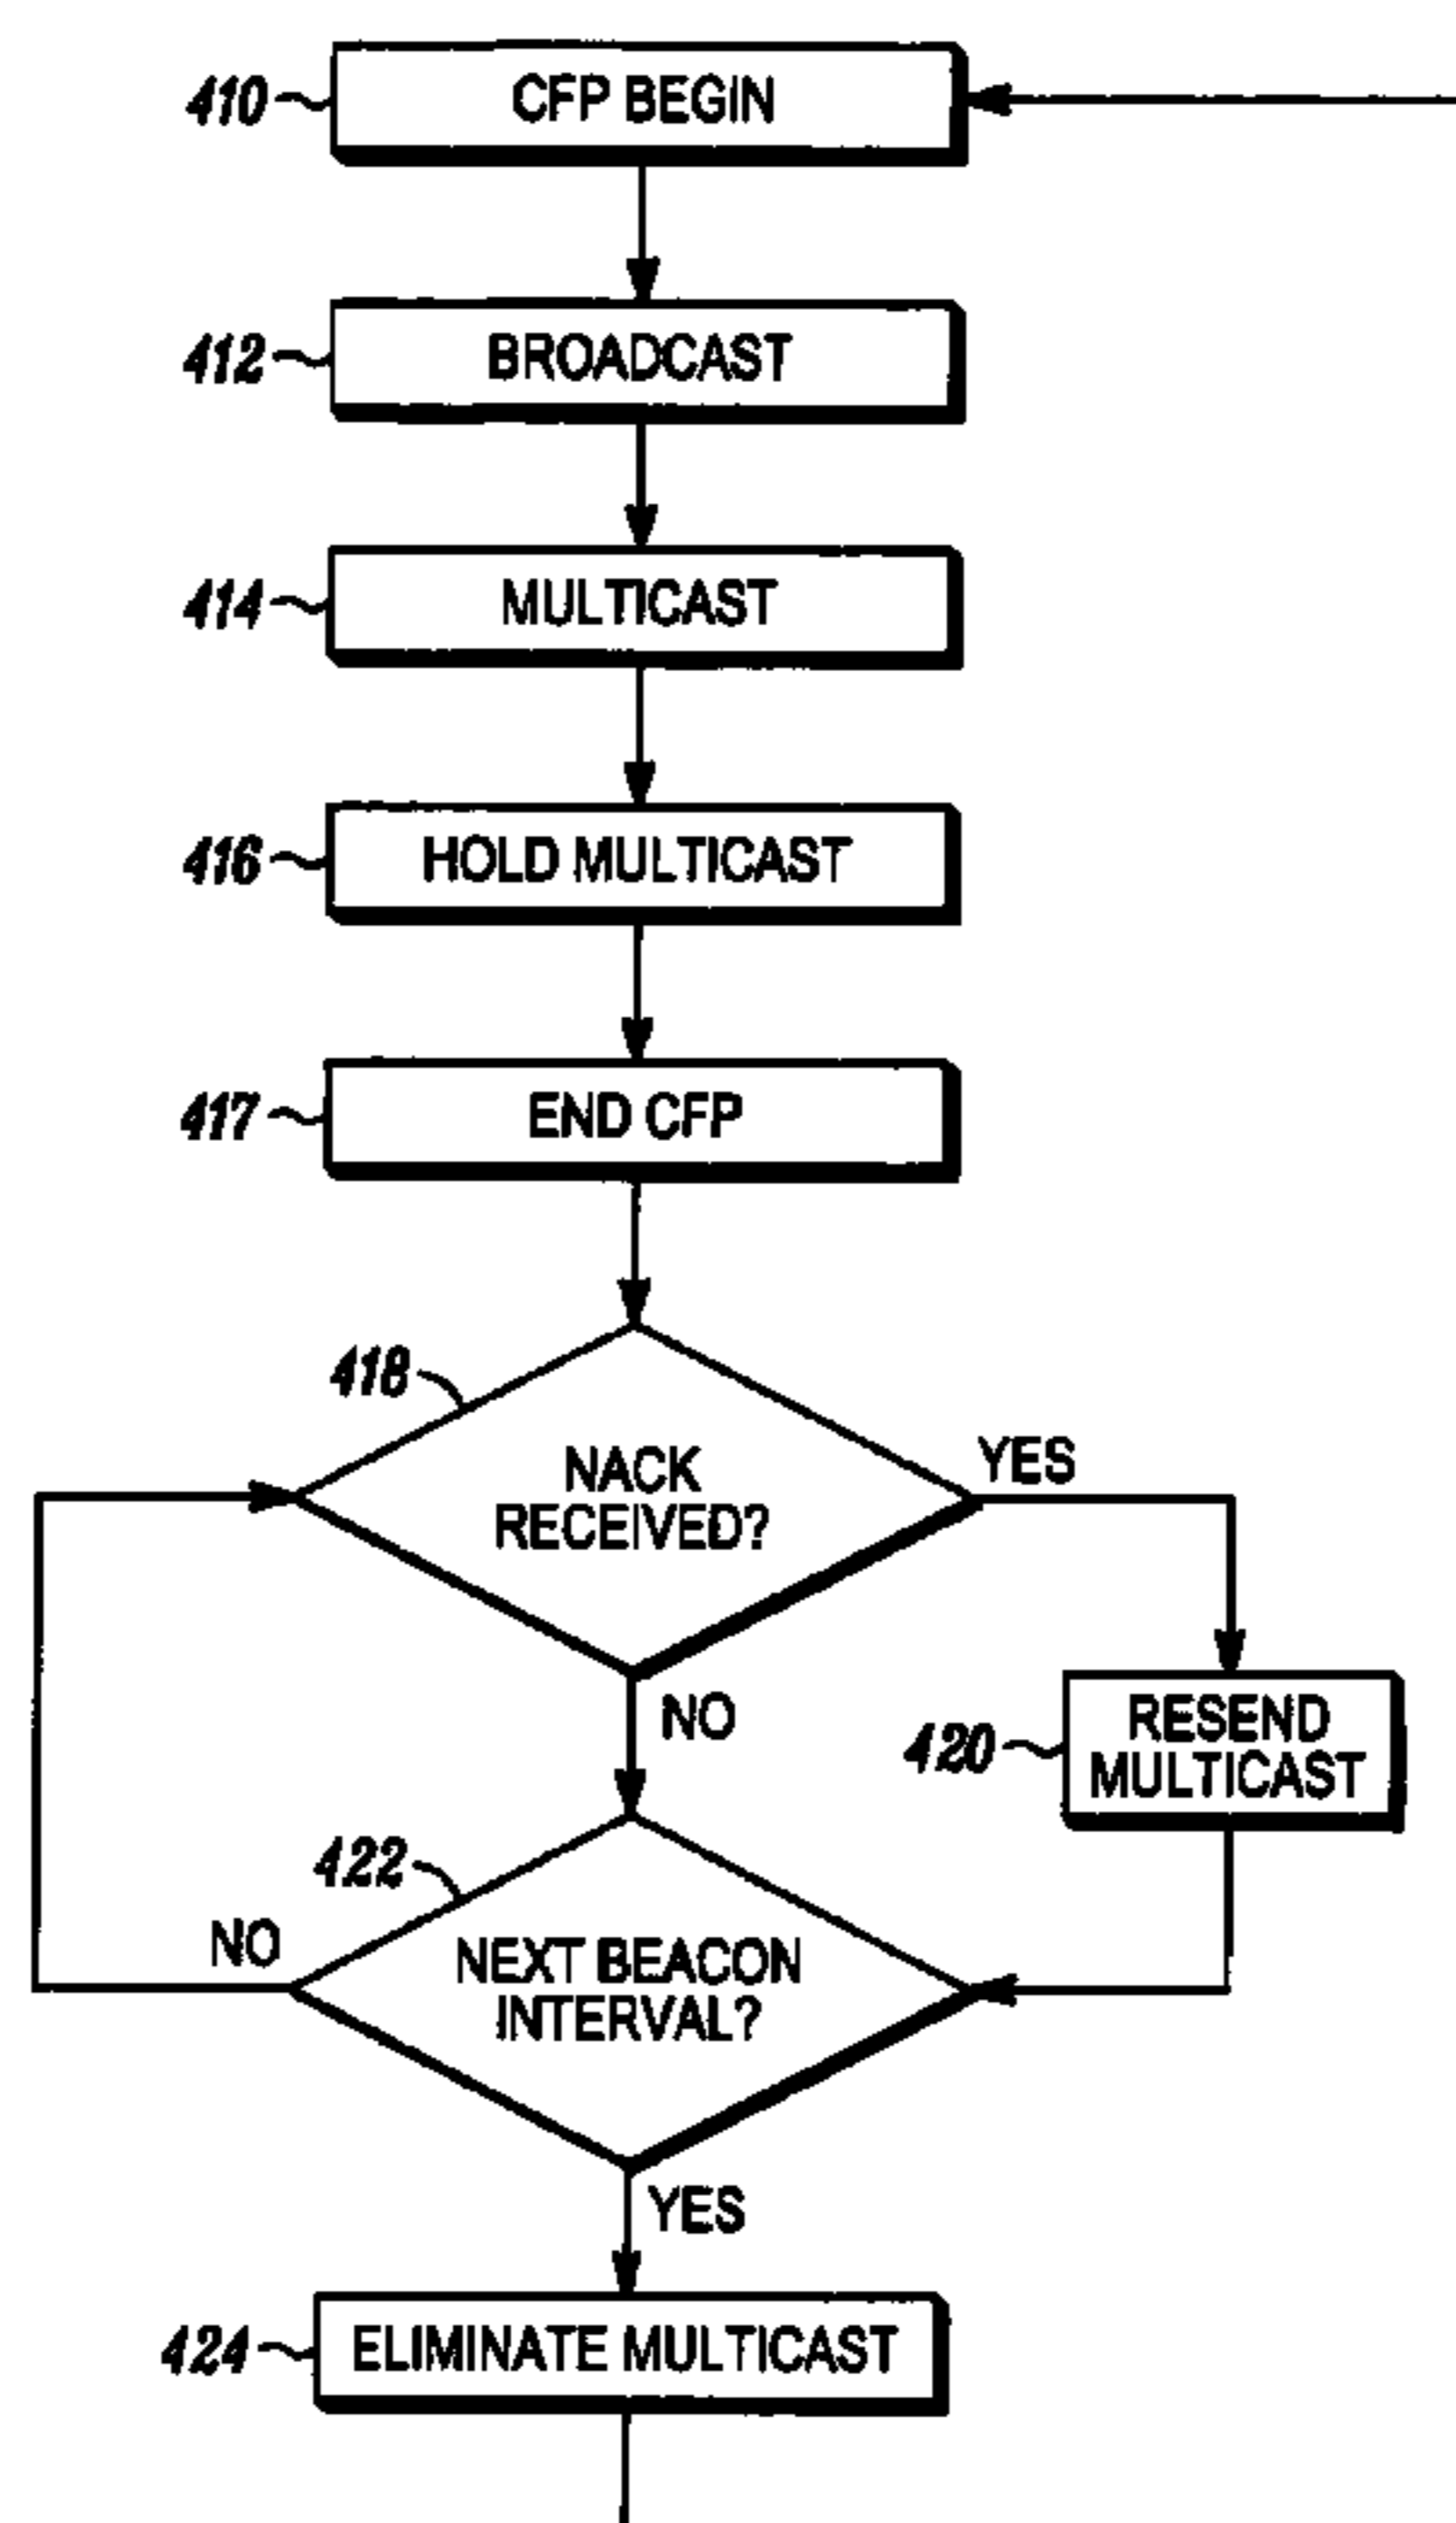 410
CFP BEGIN
412
BROADCAST
414
MULTICAST
416
HOLD MULTICAST
417
END CFP
418
NACK
RECEIVED?
YES
NO
420
RESEND
MULTICAST
422
NO
NEXT BEACON
INTERVAL?
YES
424
ELIMINATE MULTICAST